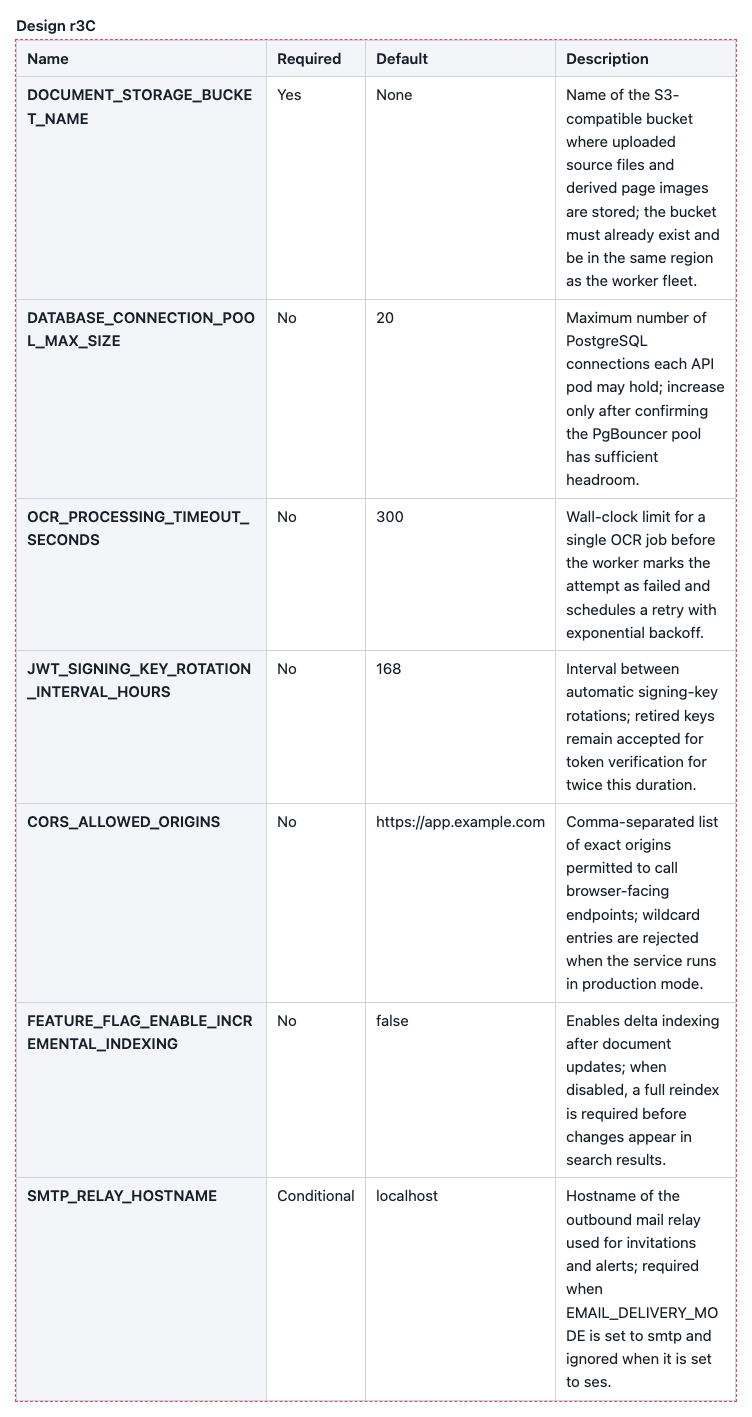 Design r3C
Name Required Default Description
DOCUMENT_STORAGE_BUCKE
T_NAME
Yes
None
Name of the S3-
compatible bucket
where uploaded
source files and
derived page images
are stored; the bucket
must already exist and
be in the same region
as the worker fleet.
DATABASE_CONNECTION_POO
L_MAX_SIZE
No
20
Maximum number of
PostgreSQL
connections each API
pod may hold; increase
only after confirming
the PgBouncer pool
has sufficient
headroom.
OCR_PROCESSING_TIMEOUT_
SECONDS
No
300
Wall-clock limit for a
single OCR job before
the worker marks the
attempt as failed and
schedules a retry with
exponential backoff.
JWT_SIGNING_KEY_ROTATION
_INTERVAL_HOURS
No
168
Interval between
automatic signing-key
rotations; retired keys
remain accepted for
token verification for
twice this duration.
CORS_ALLOWED_ORIGINS
No
https://app.example.com
Comma-separated list
of exact origins
permitted to call
browser-facing
endpoints; wildcard
entries are rejected
when the service runs
in production mode.
FEATURE_FLAG_ENABLE_INCR
EMENTAL_INDEXING
No
false
Enables delta indexing
after document
updates; when
disabled, a full reindex
is required before
changes appear in
search results.
SMTP_RELAY_HOSTNAME
Conditional
localhost
Hostname of the
outbound mail relay
used for invitations
and alerts; required
when
EMAIL_DELIVERY_MO
DE is set to smtp and
ignored when it is set
to ses.